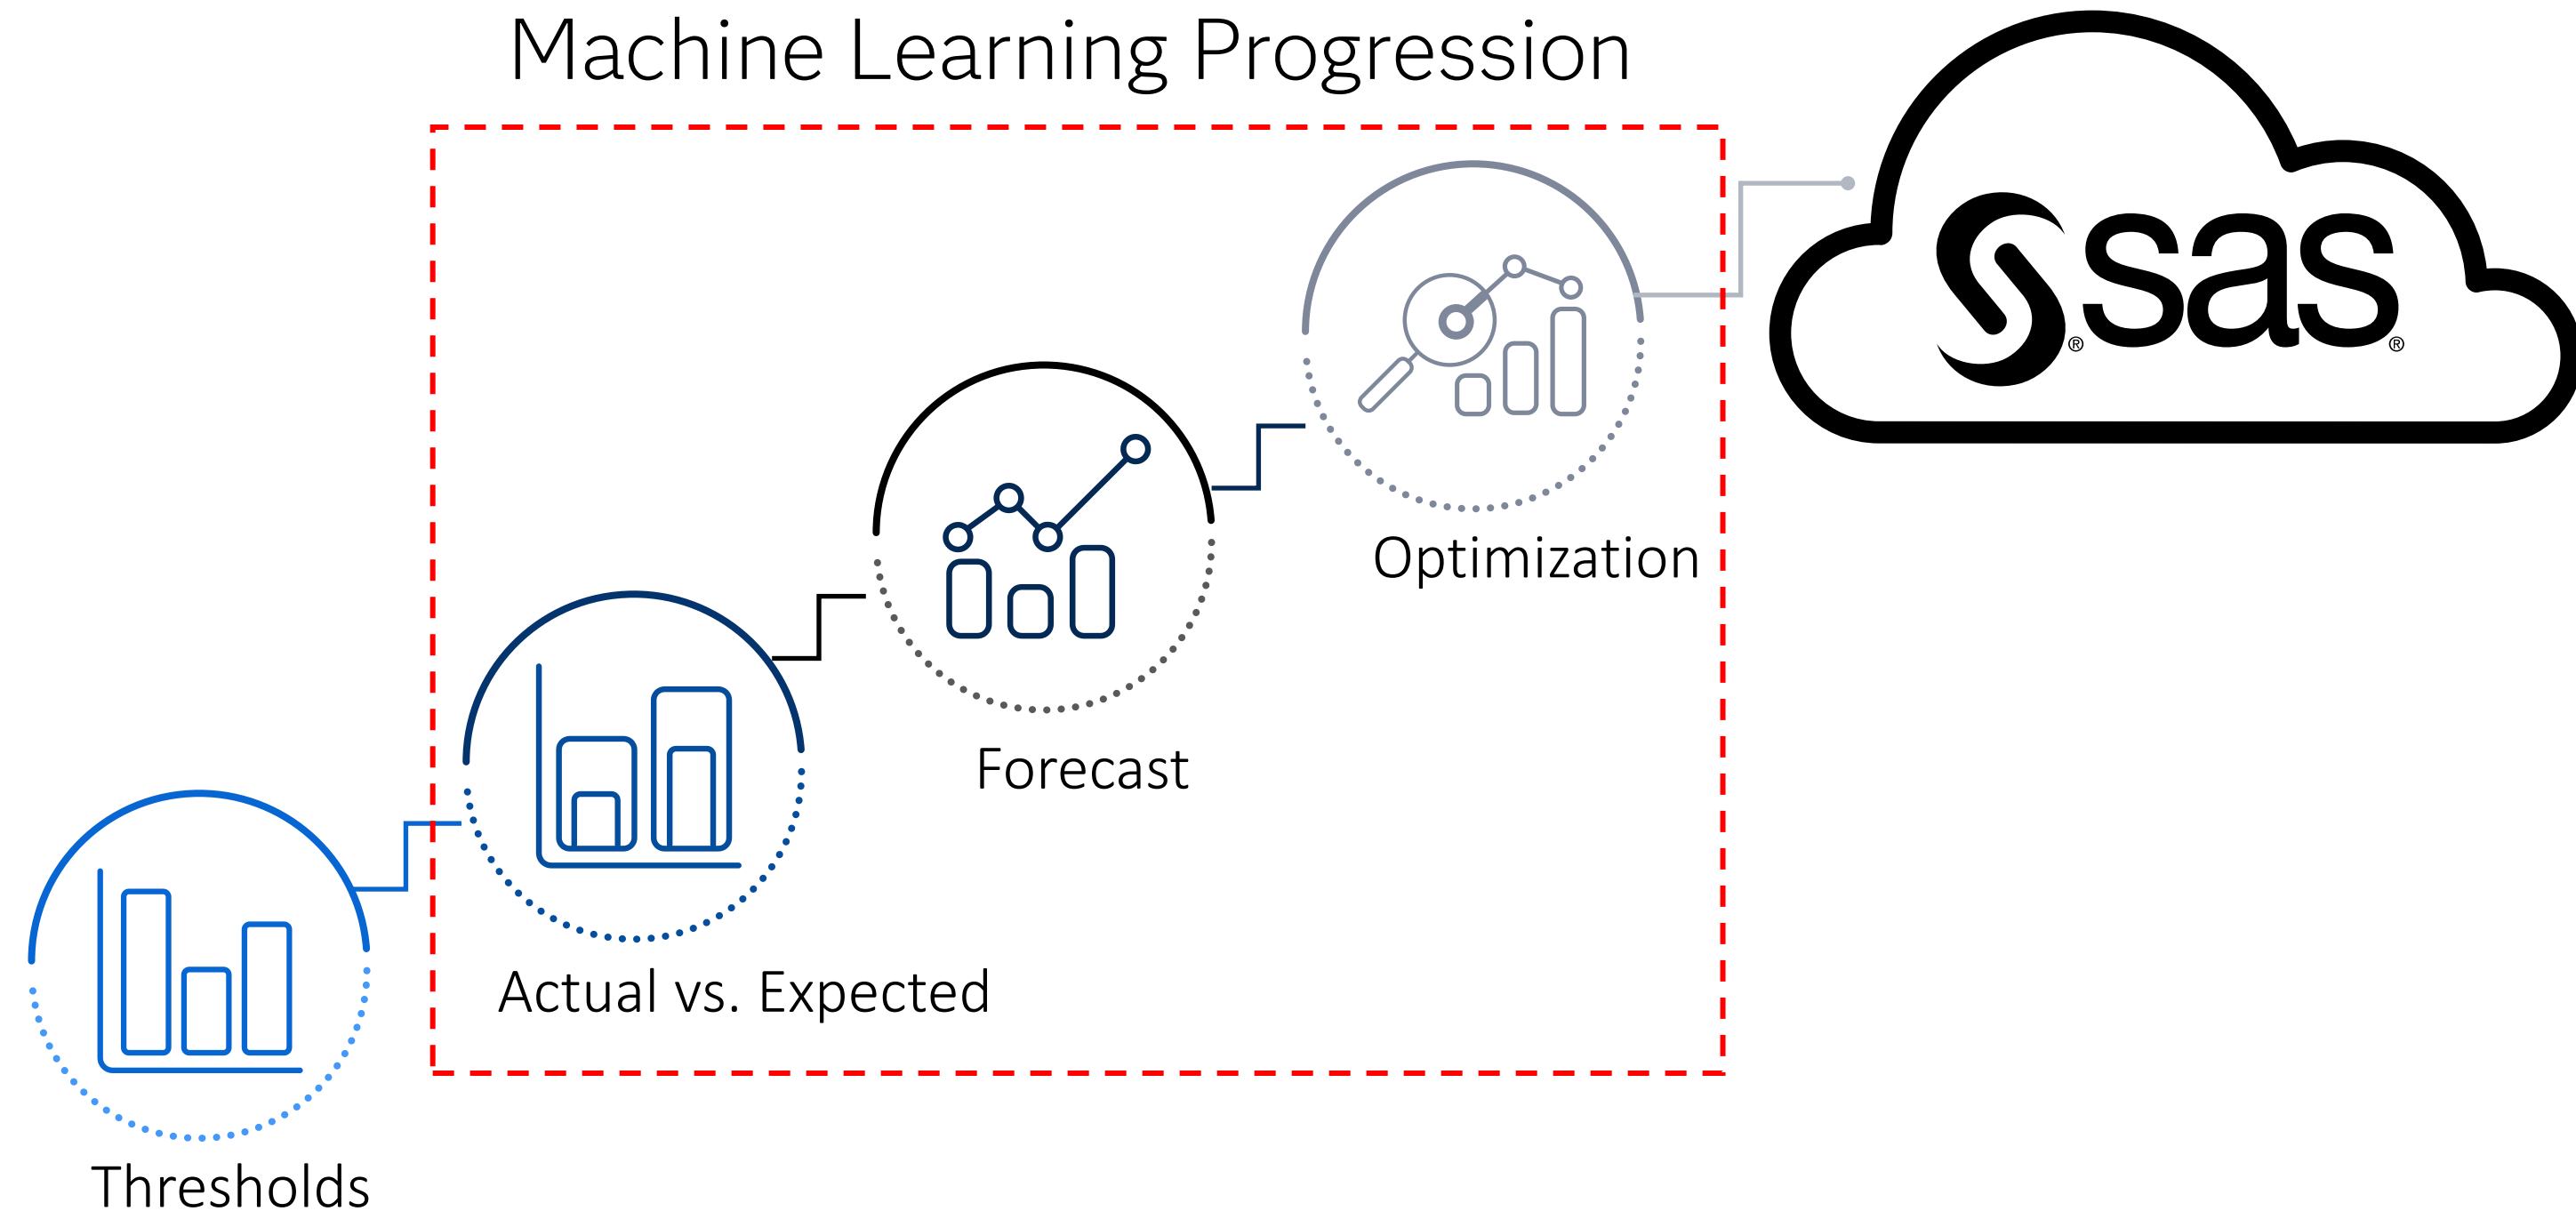 Machine Learning Progression
sas
® ®
Optimization
Forecast
Actual vs. Expected
Thresholds